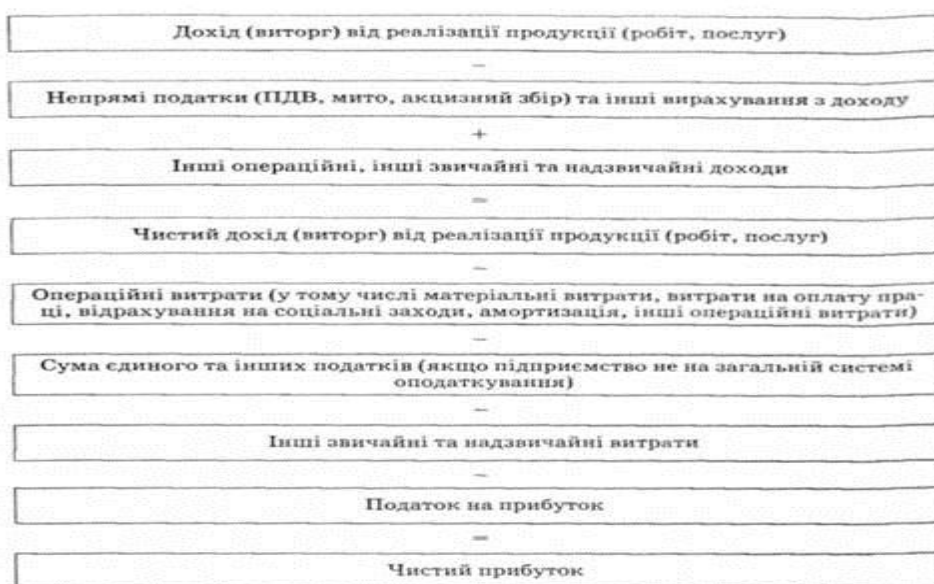 Дохід (виторг) від реалізації продукції (робіт, послуг)
−
Непрямі податки (ПДВ, мито, акцизний збір) та інші вирахування з доходу
+
Інші операційні, інші звичайні та надзвичайні доходи
=
Чистий дохід (виторг) від реалізації продукції (робіт, послуг)
−
Операційні витрати (у тому числі матеріальні витрати, витрати на оплату пра-
ці, відрахування на соціальні заходи, амортизація, інші операційні витрати)
−
Сума єдиного та інших податків (якщо підприємство не на загальній системі
оподаткування)
−
Інші звичайні та надзвичайні витрати
−
Податок на прибуток
=
Чистий прибуток